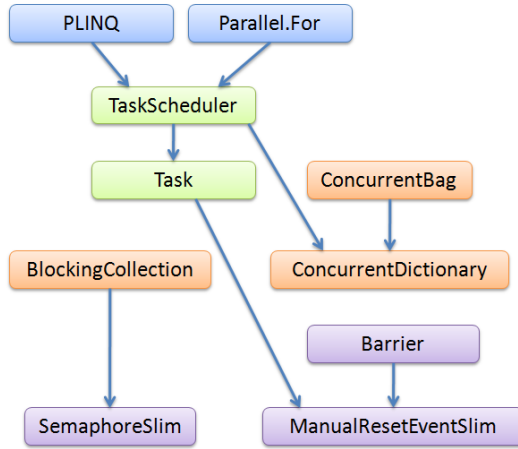 PLINQ
Parallel.For
TaskScheduler
Task
ConcurrentBag
BlockingCollection
ConcurrentDictionary
Barrier
SemaphoreSlim
ManualResetEventSlim